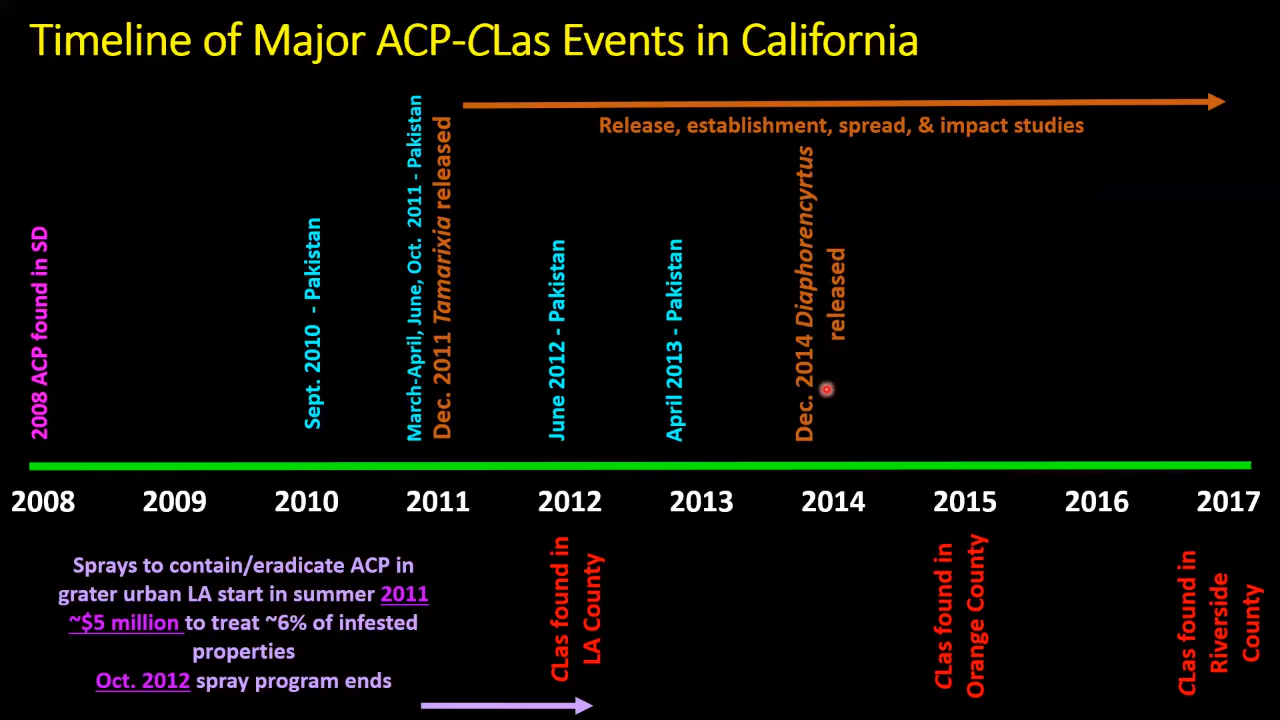 Timeline of Major ACP-CLas Events in California
Release, establishment, spread, & impact studies
2008 ACP found in SD
Sept. 2010 - Pakistan
March-April, June, Oct. 2011 - Pakistan
Dec. 2011 Tamarixia released
June 2012 - Pakistan
April 2013 - Pakistan
Dec. 2014 Diaphorencyrtus
released
2008 2009 2010 2011 2012 2013 2014 2015 2016 2017
Sprays to contain/eradicate ACP in
grater urban LA start in summer 2011
~$5 million to treat ~6% of infested
properties
Oct. 2012 spray program ends
CLas found in
LA County
CLas found in
Orange County
CLas found in
Riverside
County